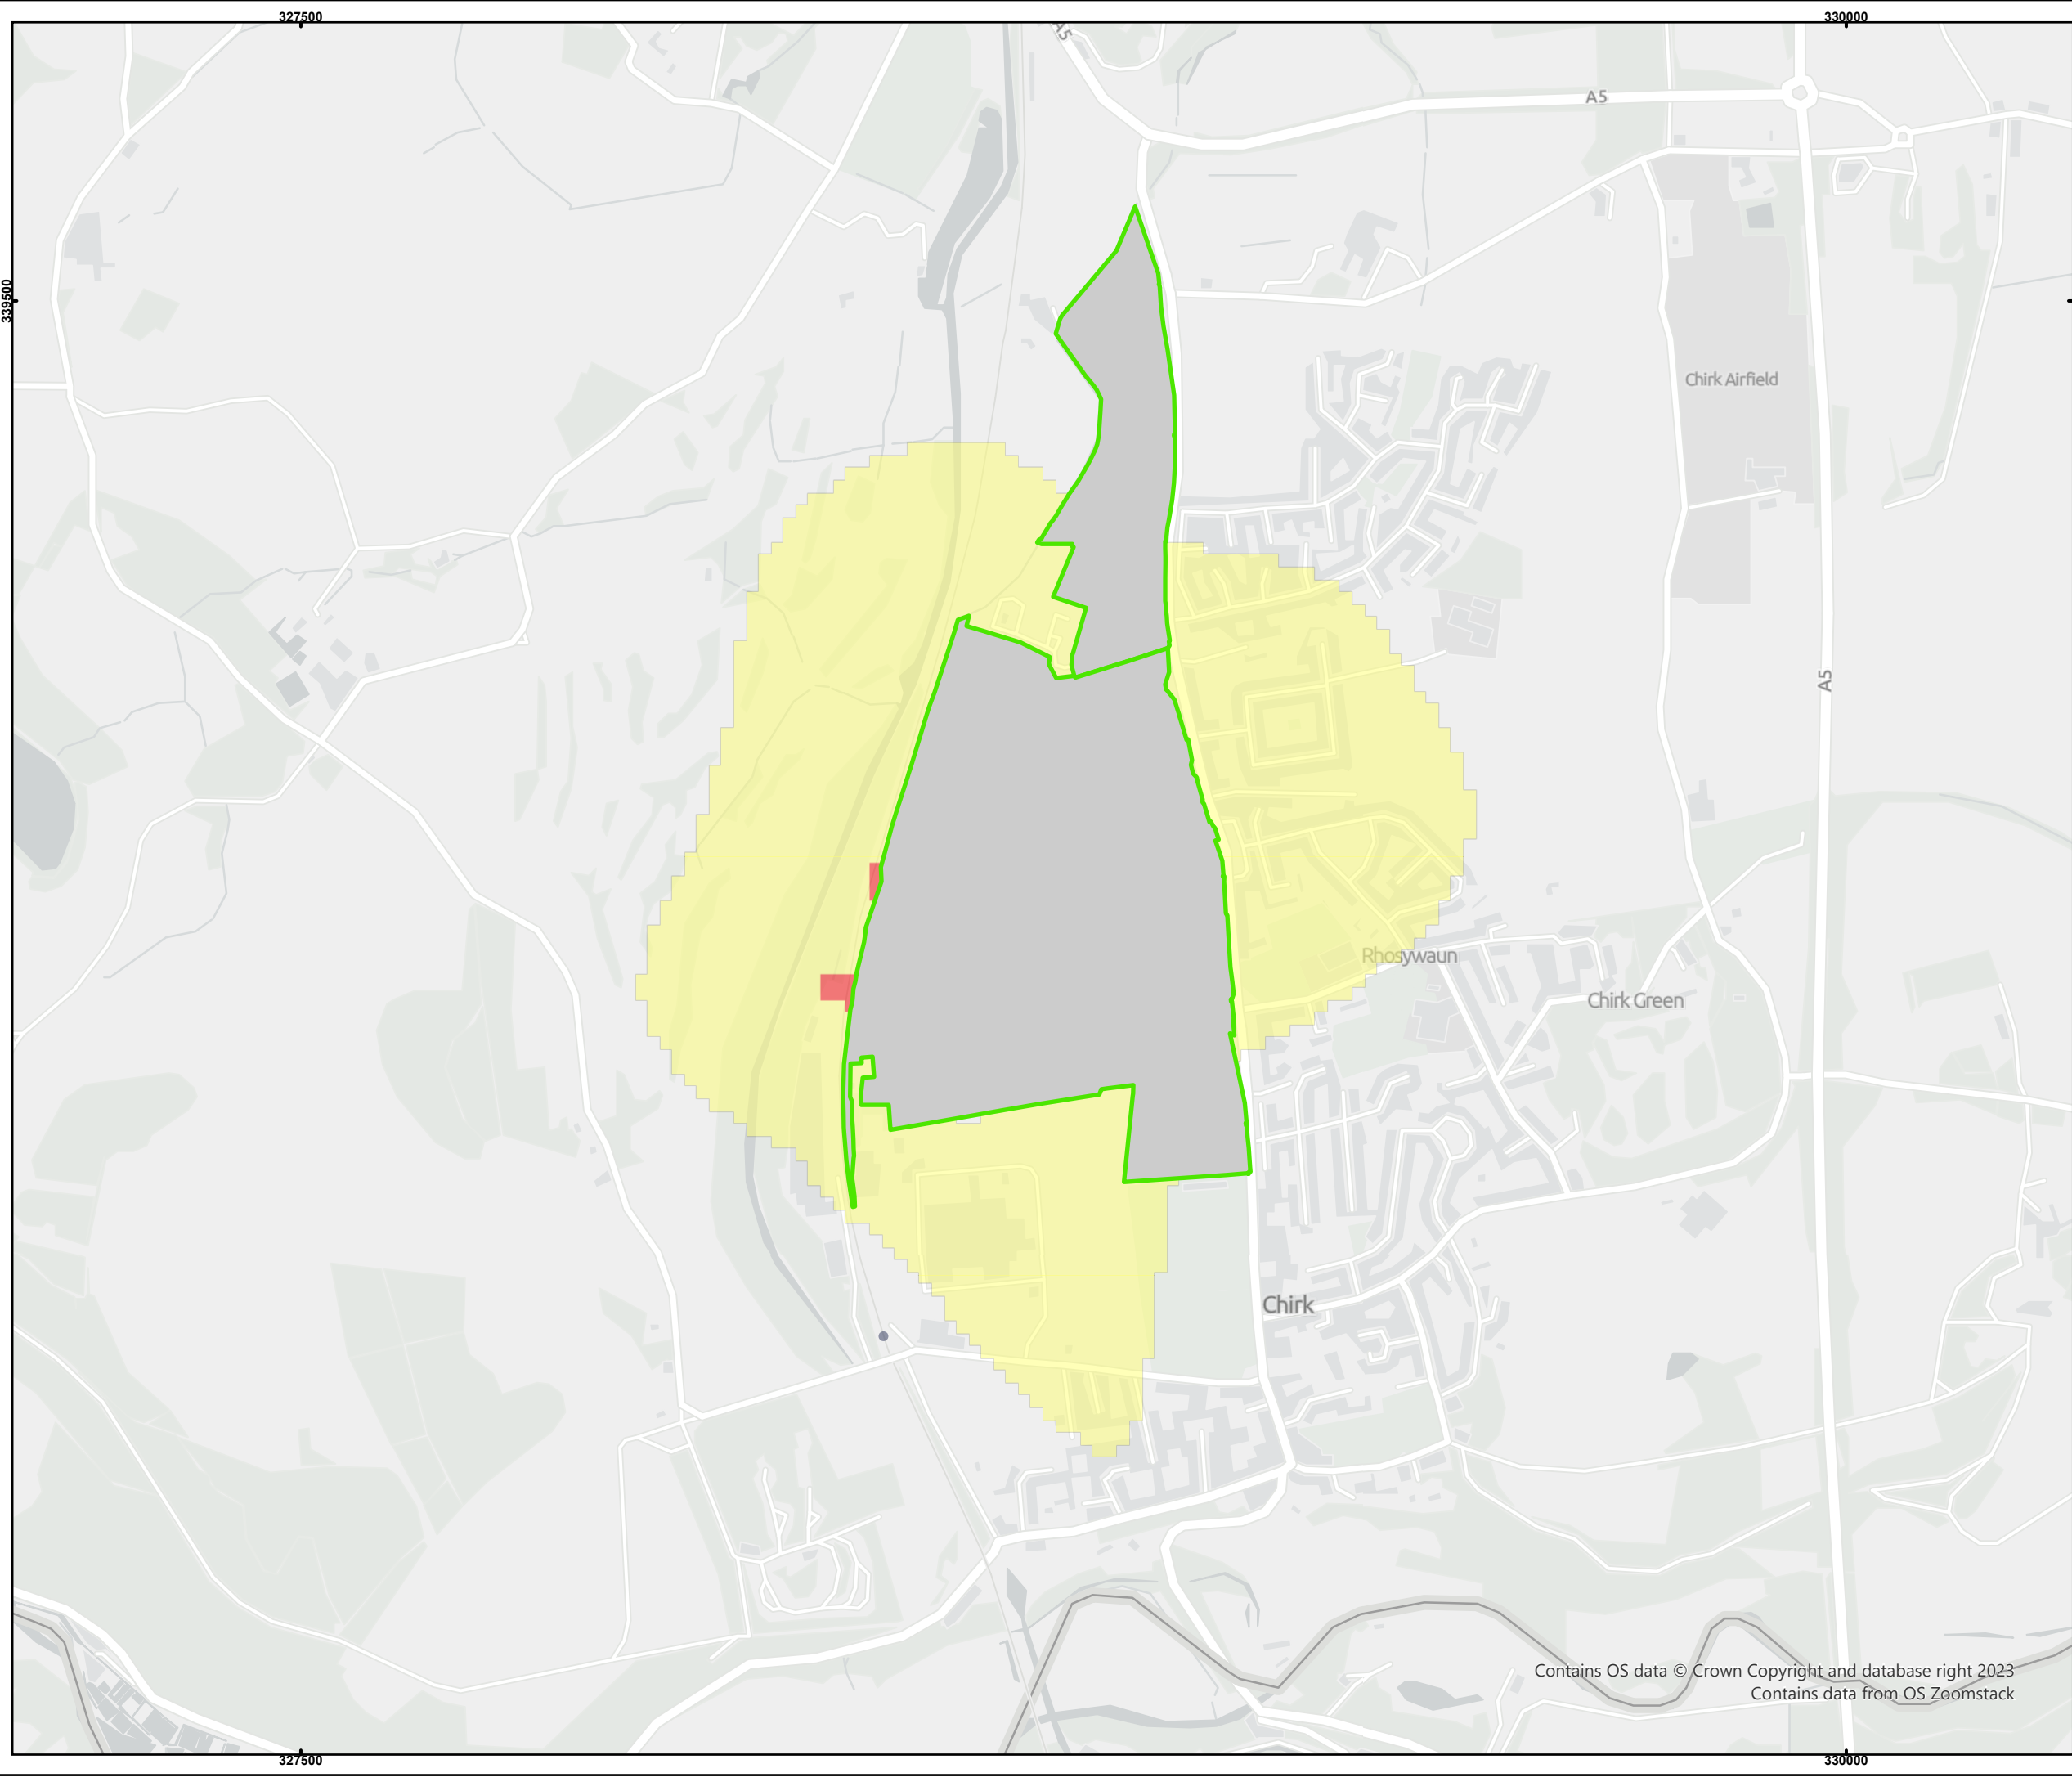 327500
330000
A5
A5
339500
Chirk Airfield
A5
Rhosywaun
Chirk Green
Chirk
Contains OS data © Crown Copyright and database right 2023
Contains data from OS Zoomstack
327500
330000